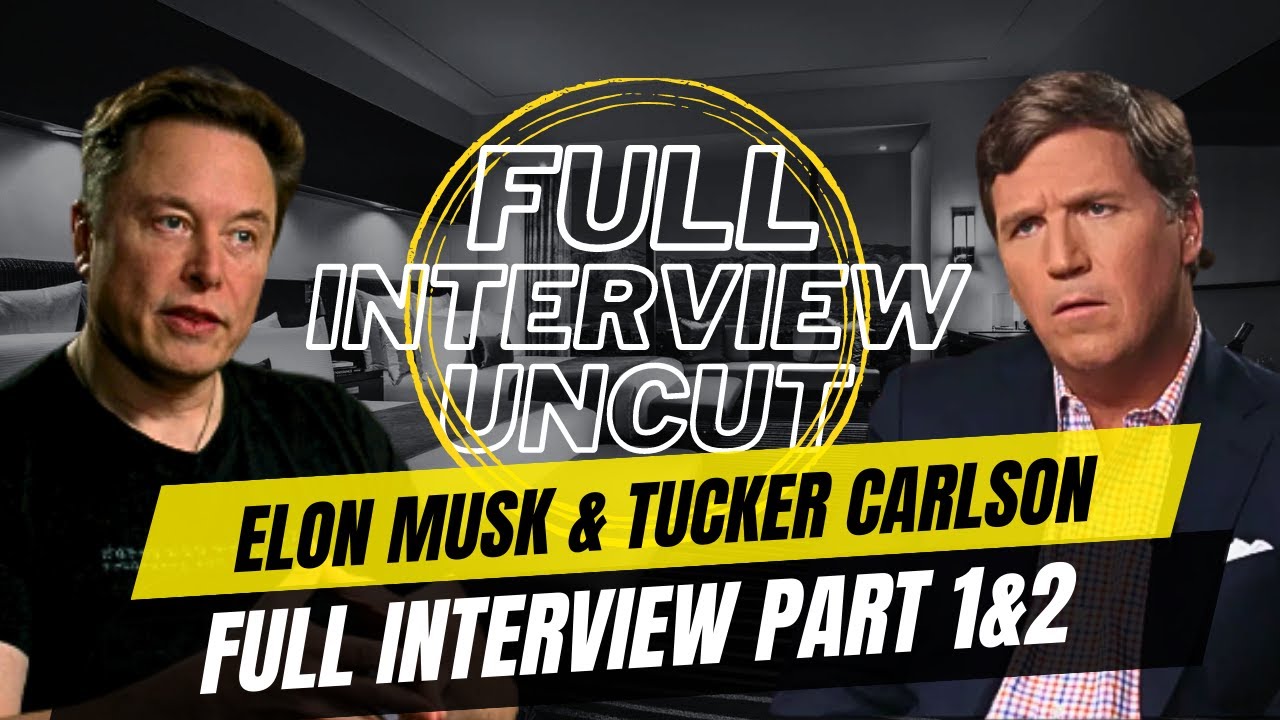 FULL
INTERVIEW
UNCUT
ELON MUSK & TUCKER CARLSON
FULL INTERVIEW PART 1&2